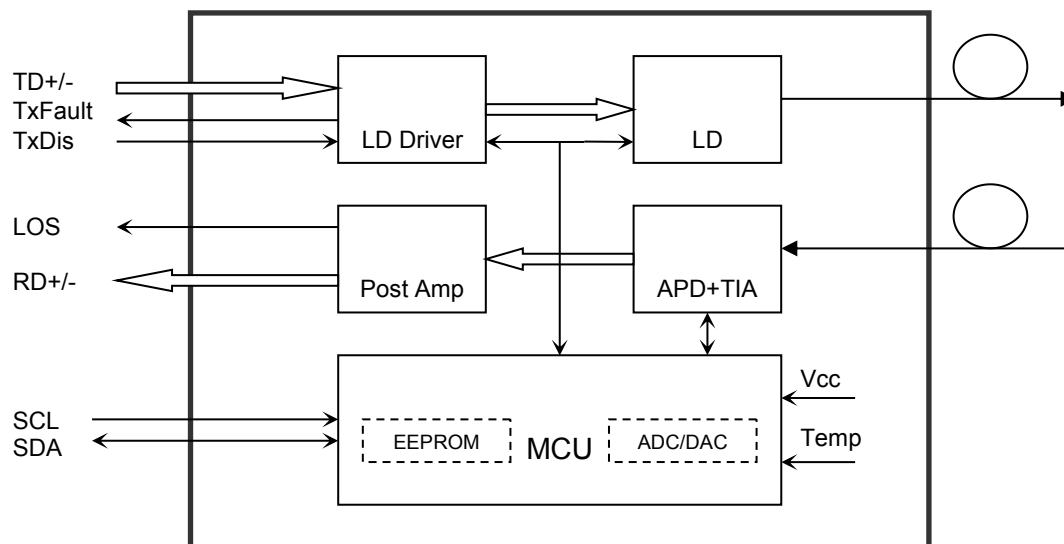 TD+/-
TxFault
TxDis
LD Driver
LD
LOS
RD+/-
Post Amp
APD+TIA
Vcc
SCL
SDA
EEPROM
MCU
ADC/DAC
Temp